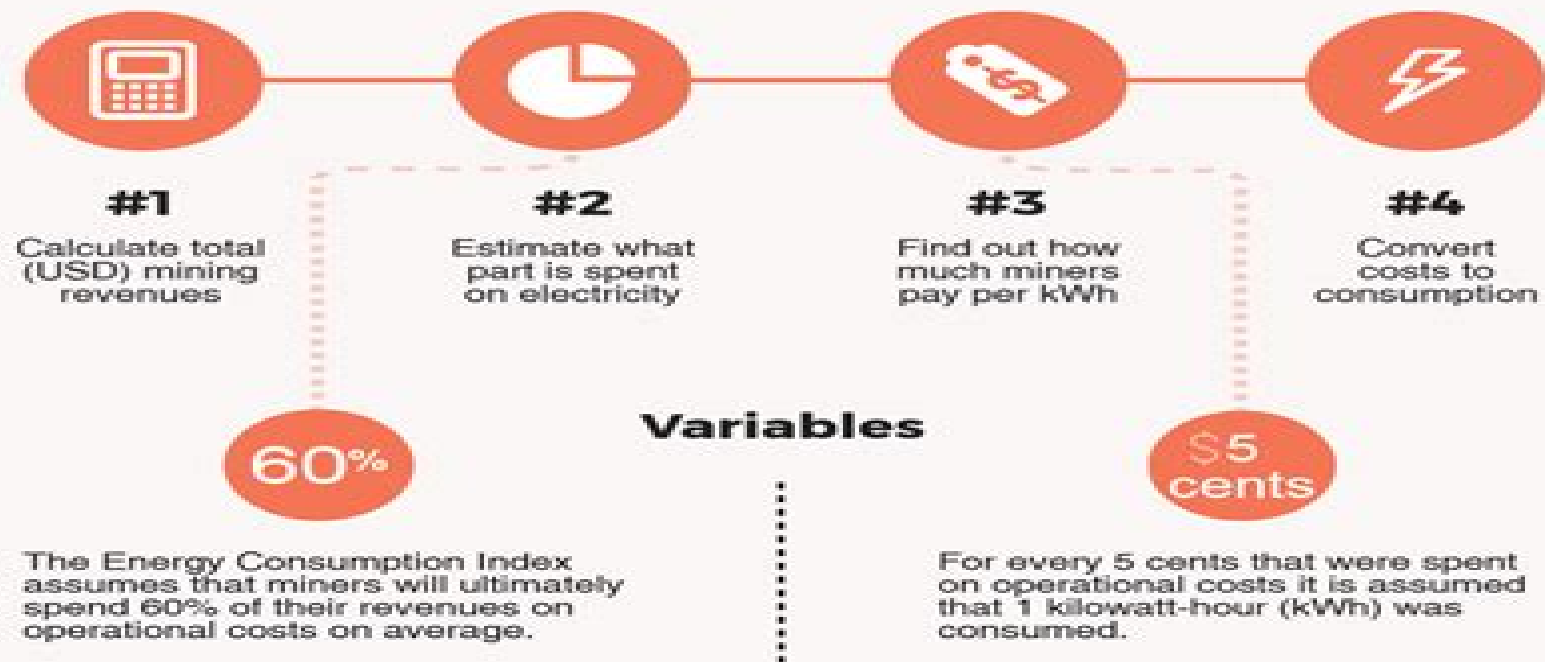 #1
Calculate total
(USD) mining
revenues
#2
Estimate what
part is spent
on electricity
#3
Find out how
much miners
pay per kWh
#4
Convert
costs to
consumption
Variables
60%
The Energy Consumption Index
assumes that miners will ultimately
spend 60% of their revenues on
operational costs on average.
$5
cents
For every 5 cents that were spent
on operational costs it is assumed
that 1 kilowatt-hour (kWh) was
consumed.